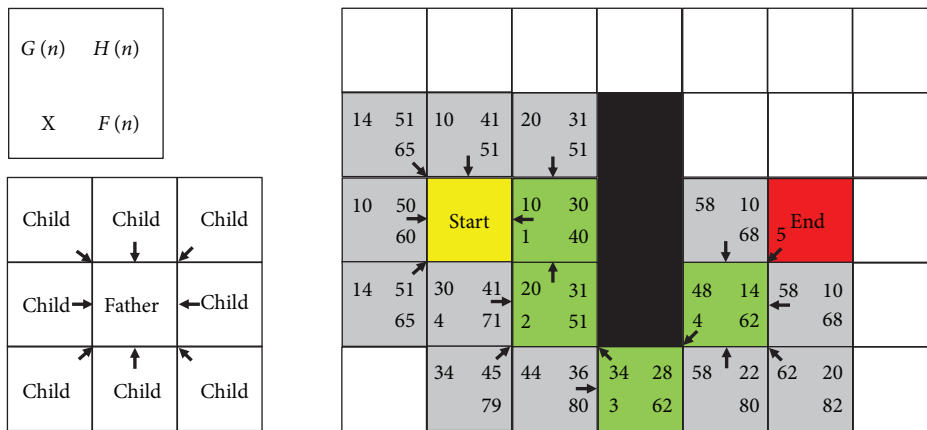 G(n) H(n)
X F(n)
Child Child Child
Child Father Child
Child Child Child
14 51 10 41 20 31
65 51 51
10 50 Start 10 30 58 10 End
60 1 40 68 5
14 51 30 41 20 31 48 14 58 10
65 4 71 2 51 4 62 68
34 45 44 36 34 28 58 22 62 20
79 80 3 62 80 82